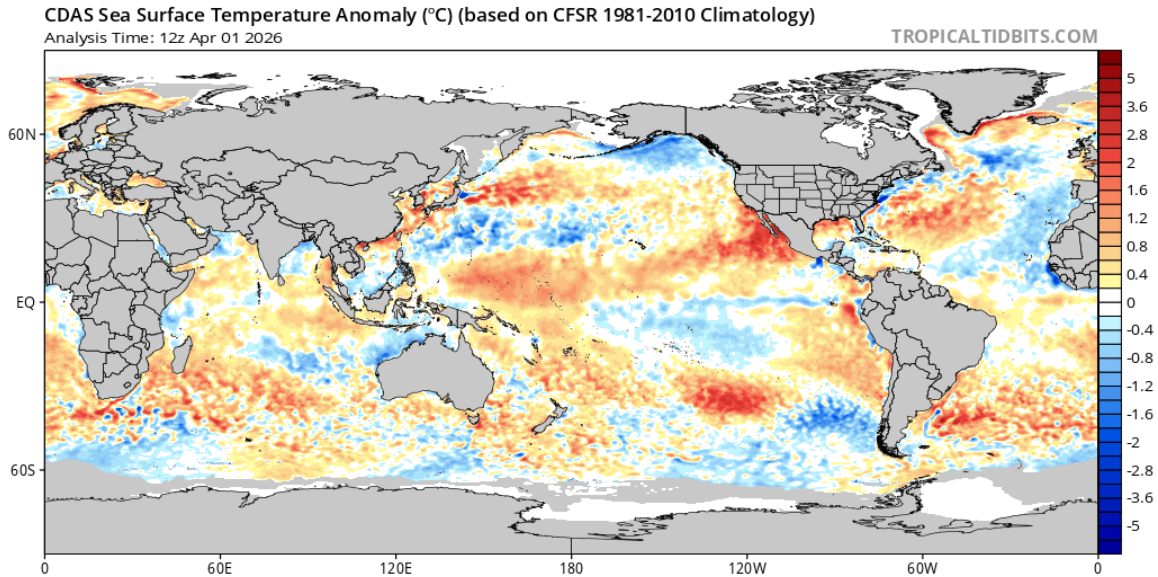 CDAS Sea Surface Temperature Anomaly (°C) (based on CFSR 1981-2010 Climatology)
Analysis Time: 12z Apr 01 2026
TROPICALTIDBITS.COM
60N
EQ
60S
0
60E
120E
180
120W
60W
0
5
3.6
2.8
2
1.6
1.2
0.8
0.4
0
-0.4
-0.8
-1.2
-1.6
-2
-2.8
-3.6
-5